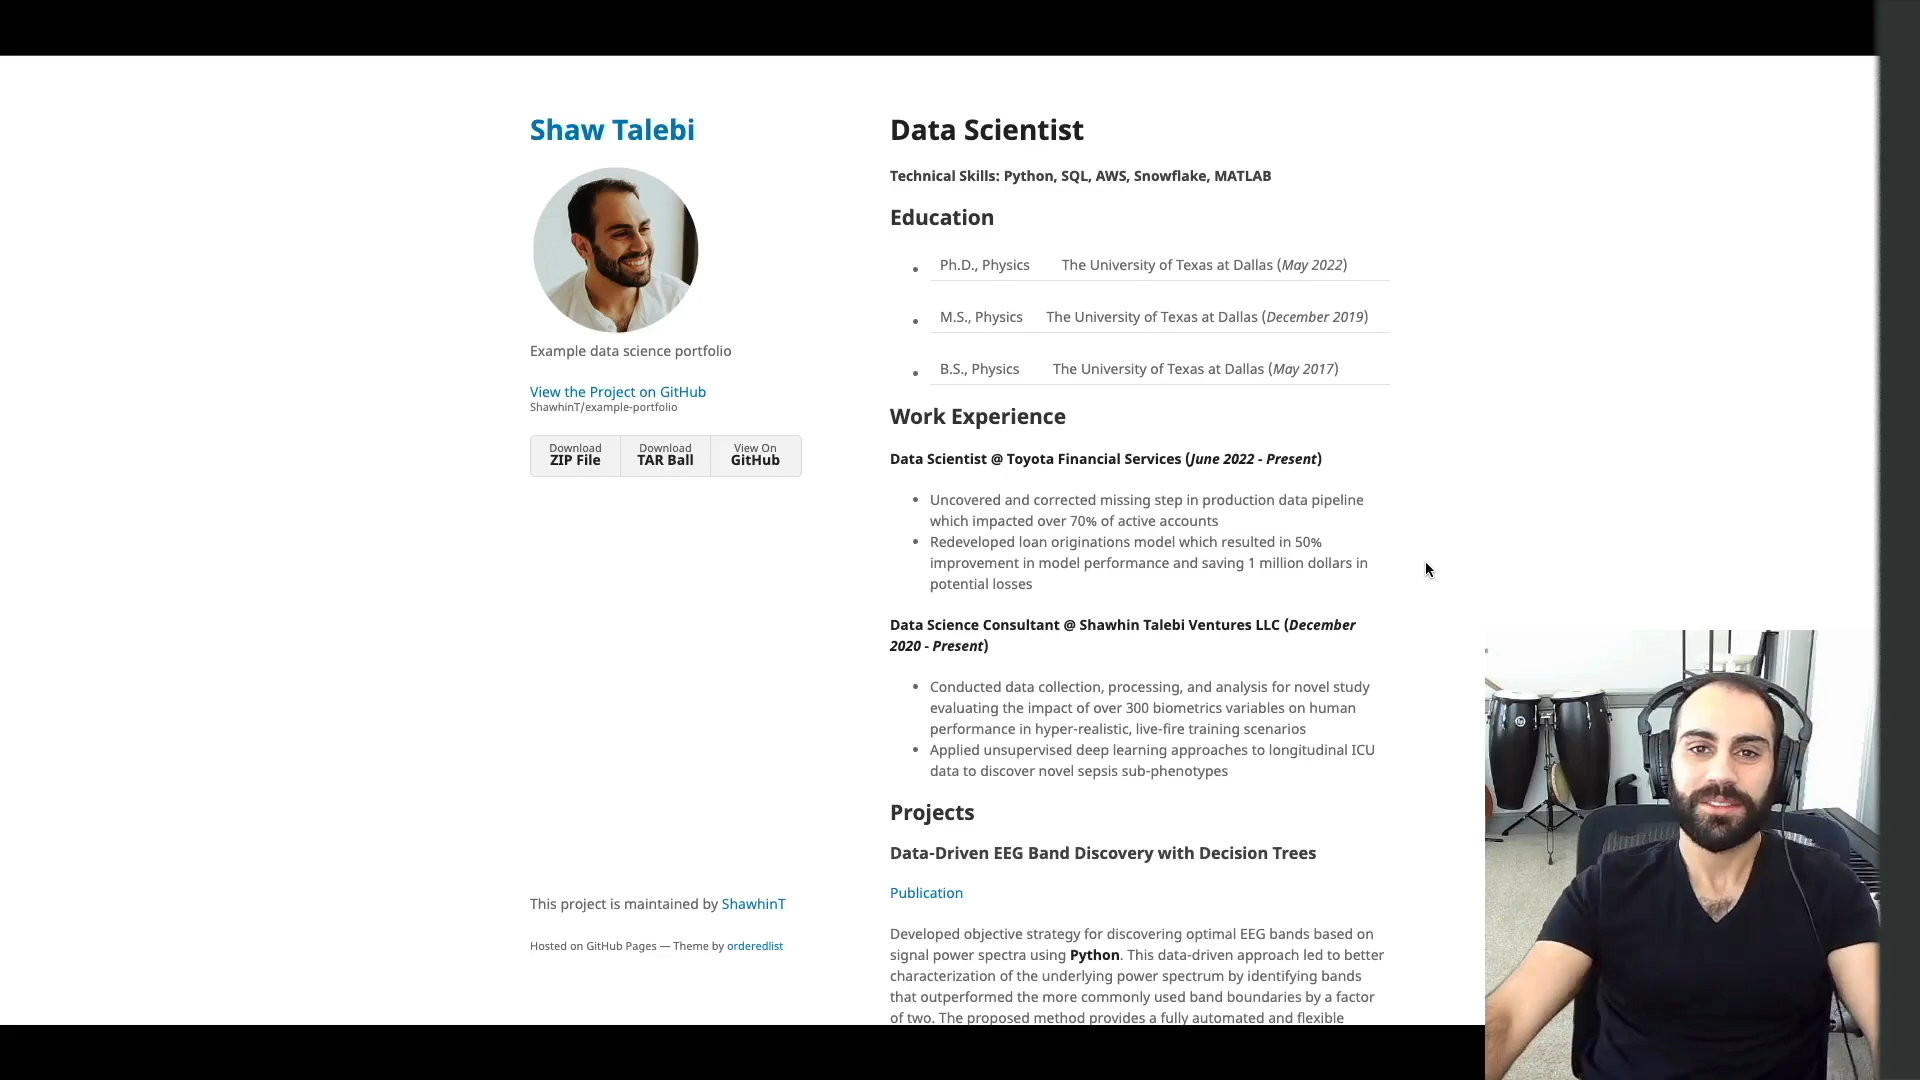 Shaw Talebi
Example data science portfolio
View the Project on GitHub
ShawhinT/example-portfolio
Download
ZIP File
Download
TAR Ball
View On
GitHub
This project is maintained by ShawhinT
Hosted on GitHub Pages — Theme by orderedlist
Data Scientist
Technical Skills: Python, SQL, AWS, Snowflake, MATLAB
Education
Ph.D., Physics The University of Texas at Dallas (May 2022)
M.S., Physics The University of Texas at Dallas (December 2019)
B.S., Physics The University of Texas at Dallas (May 2017)
Work Experience
Data Scientist @ Toyota Financial Services (June 2022 - Present)
Uncovered and corrected missing step in production data pipeline
which impacted over 70% of active accounts
Redeveloped loan originations model which resulted in 50%
improvement in model performance and saving 1 million dollars in
potential losses
Data Science Consultant @ Shawhin Talebi Ventures LLC (December
2020 - Present)
Conducted data collection, processing, and analysis for novel study
evaluating the impact of over 300 biometrics variables on human
performance in hyper-realistic, live-fire training scenarios
Applied unsupervised deep learning approaches to longitudinal ICU
data to discover novel sepsis sub-phenotypes
Projects
Data-Driven EEG Band Discovery with Decision Trees
Publication
Developed objective strategy for discovering optimal EEG bands based on
signal power spectra using Python. This data-driven approach led to better
characterization of the underlying power spectrum by identifying bands
that outperformed the more commonly used band boundaries by a factor
of two. The proposed method provides a fully automated and flexible